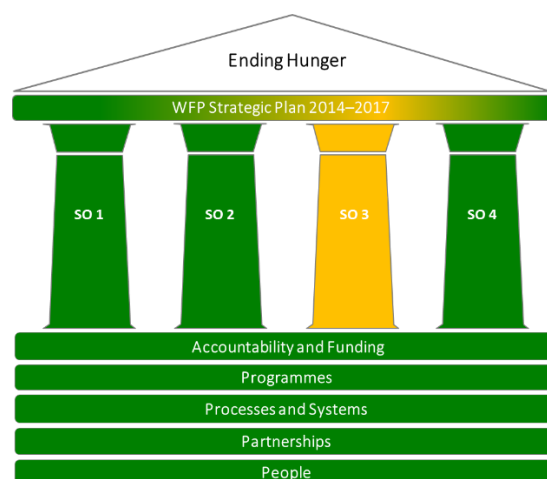 Ending Hunger
WFP Strategic Plan 2014–2017
SO 1 SO 2 SO 3 SO 4
Accountability and Funding
Programmes
Processes and Systems
Partnerships
People